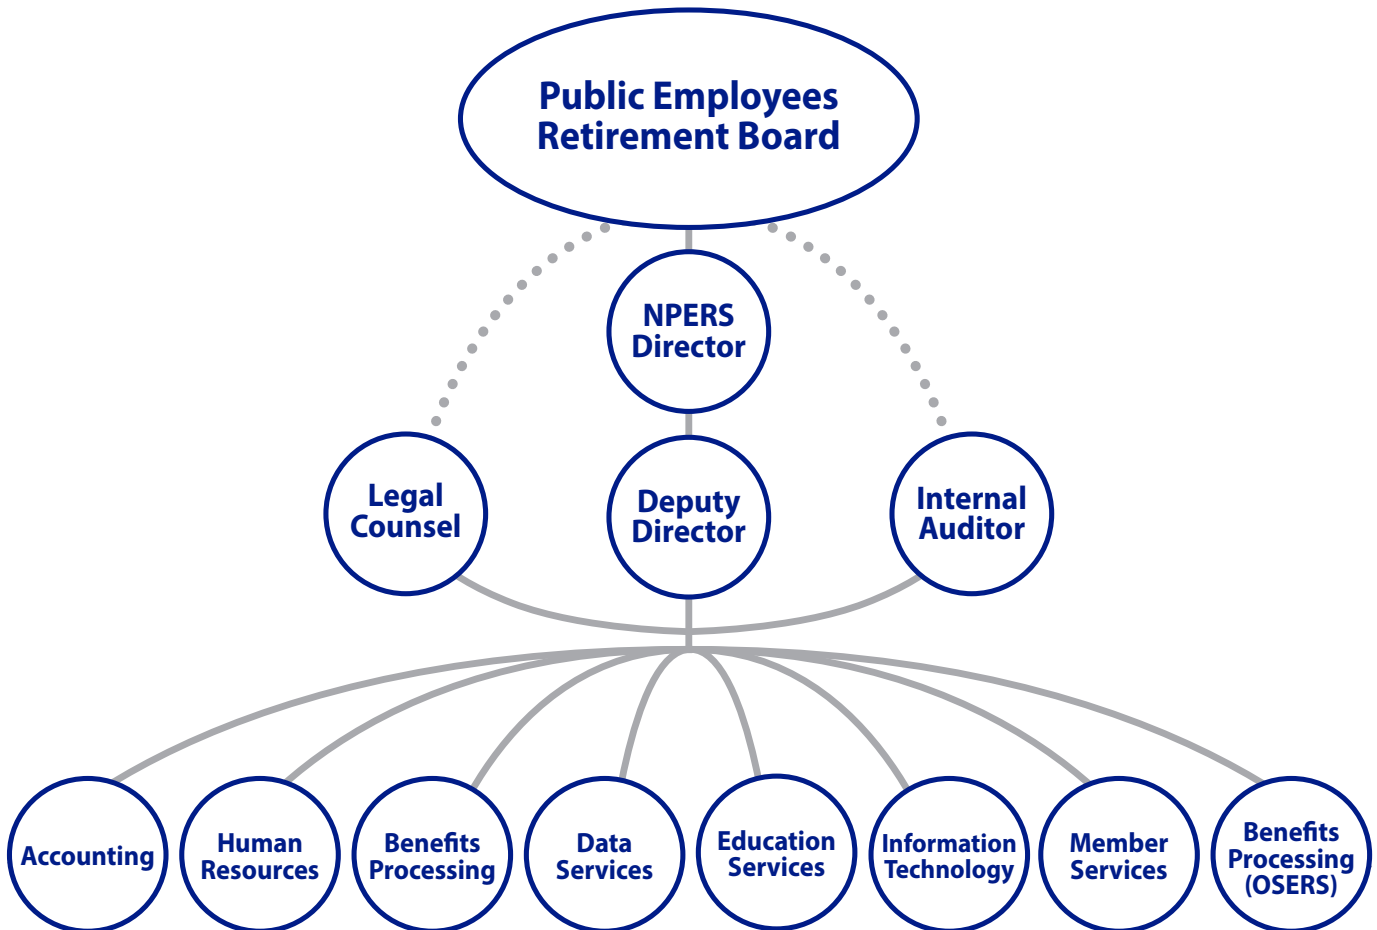 Public Employees
Retirement Board
NPERS
Director
Legal
Counsel
Deputy
Director
Internal
Auditor
Accounting
Human
Resources
Benefits
Processing
Data
Services
Education
Services
Information
Technology
Member
Services
Benefits
Processing
(OSERS)